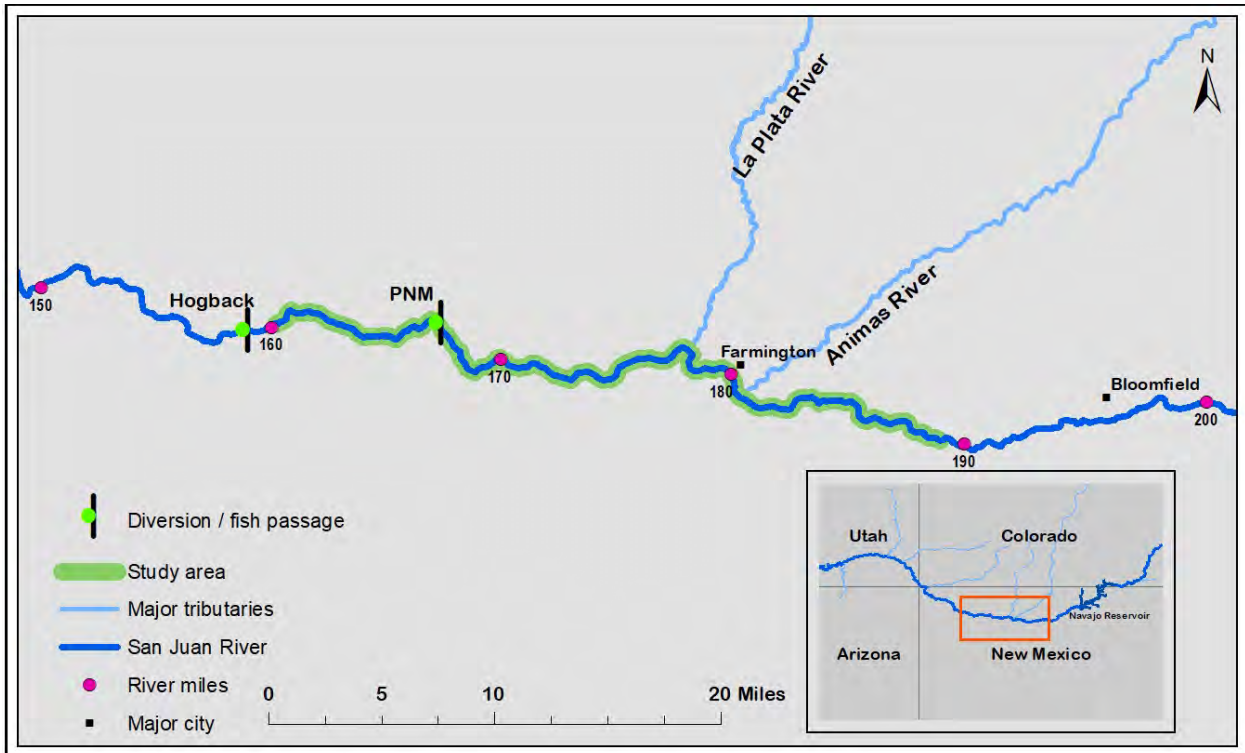 N
La Plata River
Animas River
Hogback
PNM
Farmington
Bloomfield
150
160
170
180
190
200
Diversion / fish passage
Study area
Major tributaries
San Juan River
River miles
Major city
0 5 10 20 Miles
Utah
Colorado
Navajo Reservoir
Arizona
New Mexico